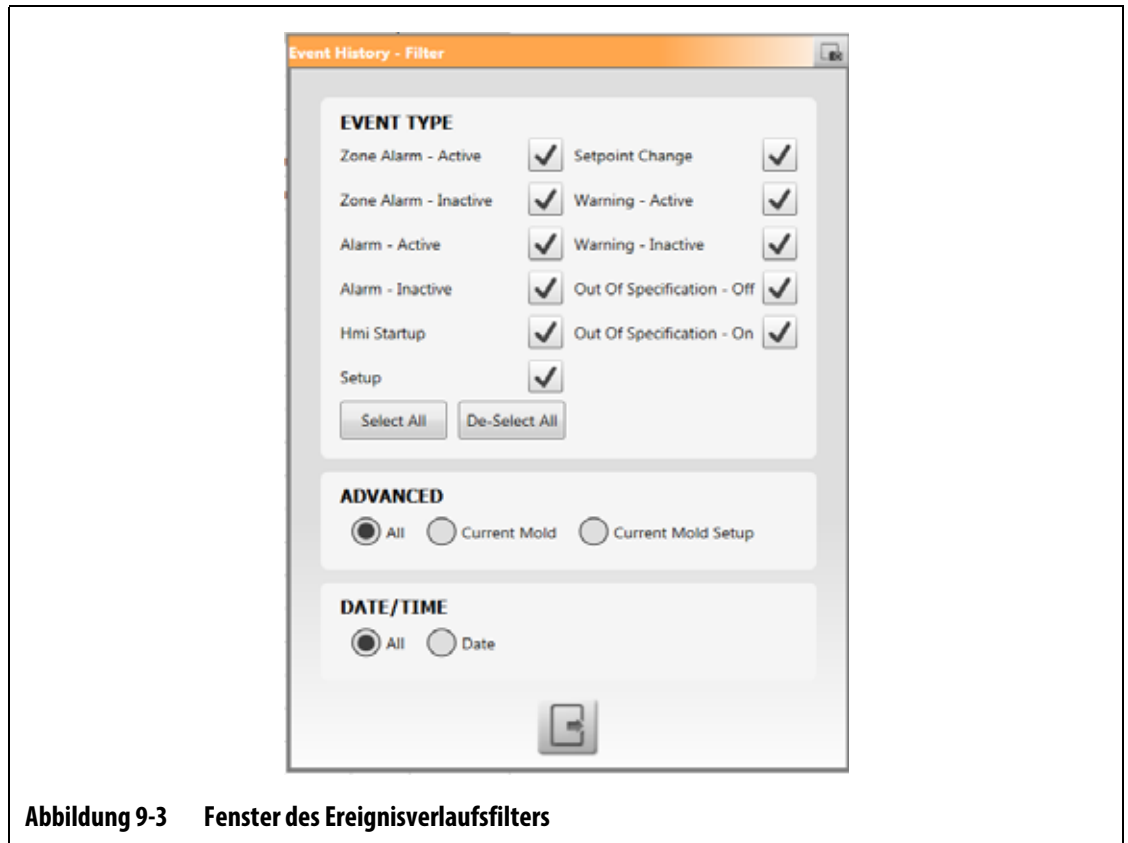 Event History - Filter
EVENT TYPE
Zone Alarm - Active Setpoint Change
Zone Alarm - Inactive Warning - Active
Alarm - Active Warning - Inactive
Alarm - Inactive Out Of Specification - Off
Hmi Startup Out Of Specification - On
Setup
Select All De-Select All
ADVANCED
All Current Mold Current Mold Setup
DATE/TIME
All Date
Abbildung 9-3 Fenster des Ereignisverlaufsfilters